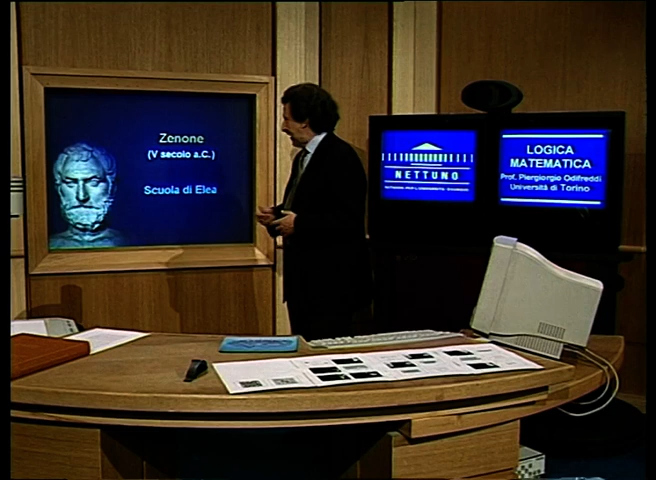 Zenone
(V secolo a.C.)
Scuola di Elea
NETTUNO
LOGICA
MATEMATICA
Prof. Piergiorgio Odifreddi
Università di Torino